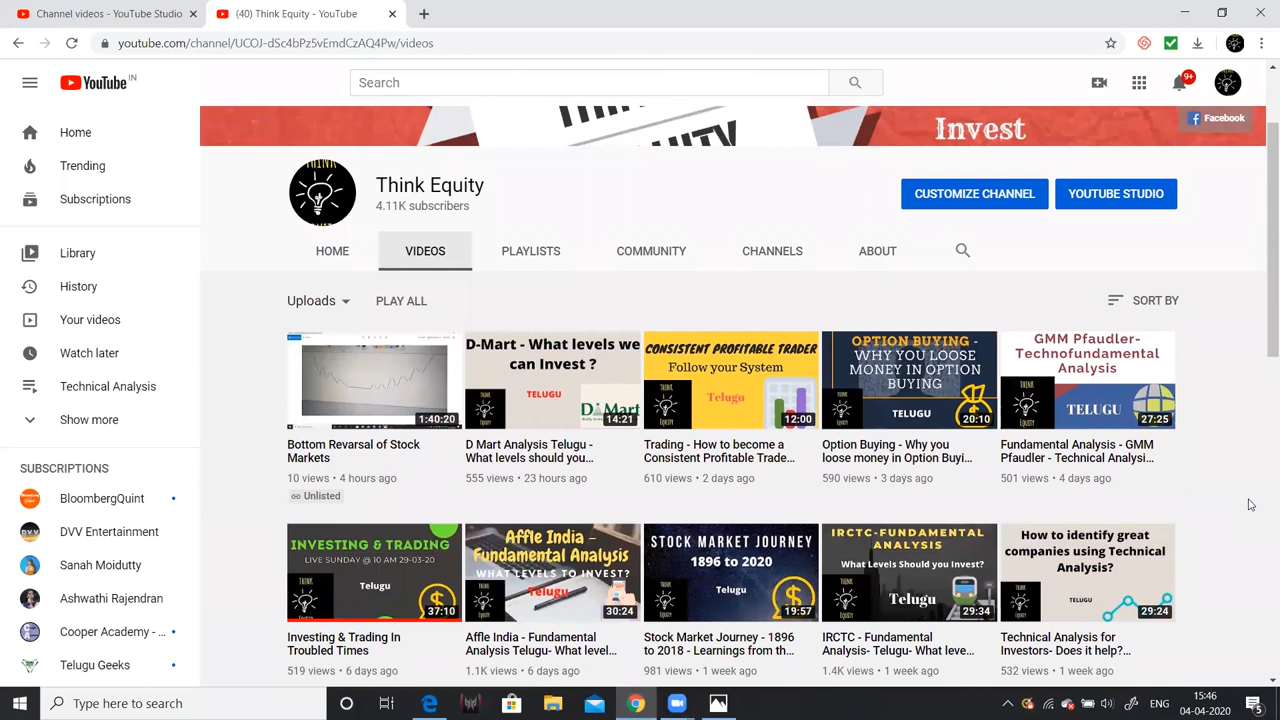 Channel videos - YouTube Studio
(40) Think Equity - YouTube
youtube.com/channel/UCOJ-dSc4bPz5vEmdCzAQ4Pw/videos
YouTube IN
Search
9+
Invest
Facebook
Home
Trending
Subscriptions
Library
History
Your videos
Watch later
Technical Analysis
Show more
SUBSCRIPTIONS
BloombergQuint
DVV Entertainment
Sanah Moidutty
Ashwathi Rajendran
Cooper Academy - ...
Telugu Geeks
Think Equity
4.11K subscribers
CUSTOMIZE CHANNEL
YOUTUBE STUDIO
HOME
VIDEOS
PLAYLISTS
COMMUNITY
CHANNELS
ABOUT
Uploads
PLAY ALL
SORT BY
1:40:20
Bottom Revarsal of Stock
Markets
10 views • 4 hours ago
Unlisted
D-Mart - What levels we
can Invest ?
TELUGU
D Mart
14:21
D Mart Analysis Telugu -
What levels should you...
555 views • 23 hours ago
CONSISTENT PROFITABLE TRADER
Follow your System
Telugu
12:00
Trading - How to become a
Consistent Profitable Trade...
610 views • 2 days ago
OPTION BUYING -
WHY YOU LOOSE
MONEY IN OPTION
BUYING
TELUGU
20:10
Option Buying - Why you
loose money in Option Buyi...
590 views • 3 days ago
GMM Pfaudler-
Technofundamental
Analysis
TELUGU
27:25
Fundamental Analysis - GMM
Pfaudler - Technical Analysi...
501 views • 4 days ago
INVESTING & TRADING
LIVE SUNDAY @ 10 AM 29-03-20
Telugu
THINK
EQUITY
37:10
Investing & Trading In
Troubled Times
519 views • 6 days ago
Affle India -
Fundamental Analysis
WHAT LEVELS TO INVEST?
Telugu
30:24
Affle India - Fundamental
Analysis Telugu- What level...
1.1K views • 6 days ago
STOCK MARKET JOURNEY
1896 to 2020
Telugu
19:57
Stock Market Journey - 1896
to 2018 - Learnings from th...
981 views • 1 week ago
IRCTC-FUNDAMENTAL
ANALYSIS
What Levels Should you Invest?
Telugu
29:34
IRCTC - Fundamental
Analysis- Telugu- What leve...
1.4K views • 1 week ago
How to identify great
companies using Technical
Analysis?
TELUGU
29:24
Technical Analysis for
Investors- Does it help?...
532 views • 1 week ago
Type here to search
ENG
15:46
04-04-2020
5